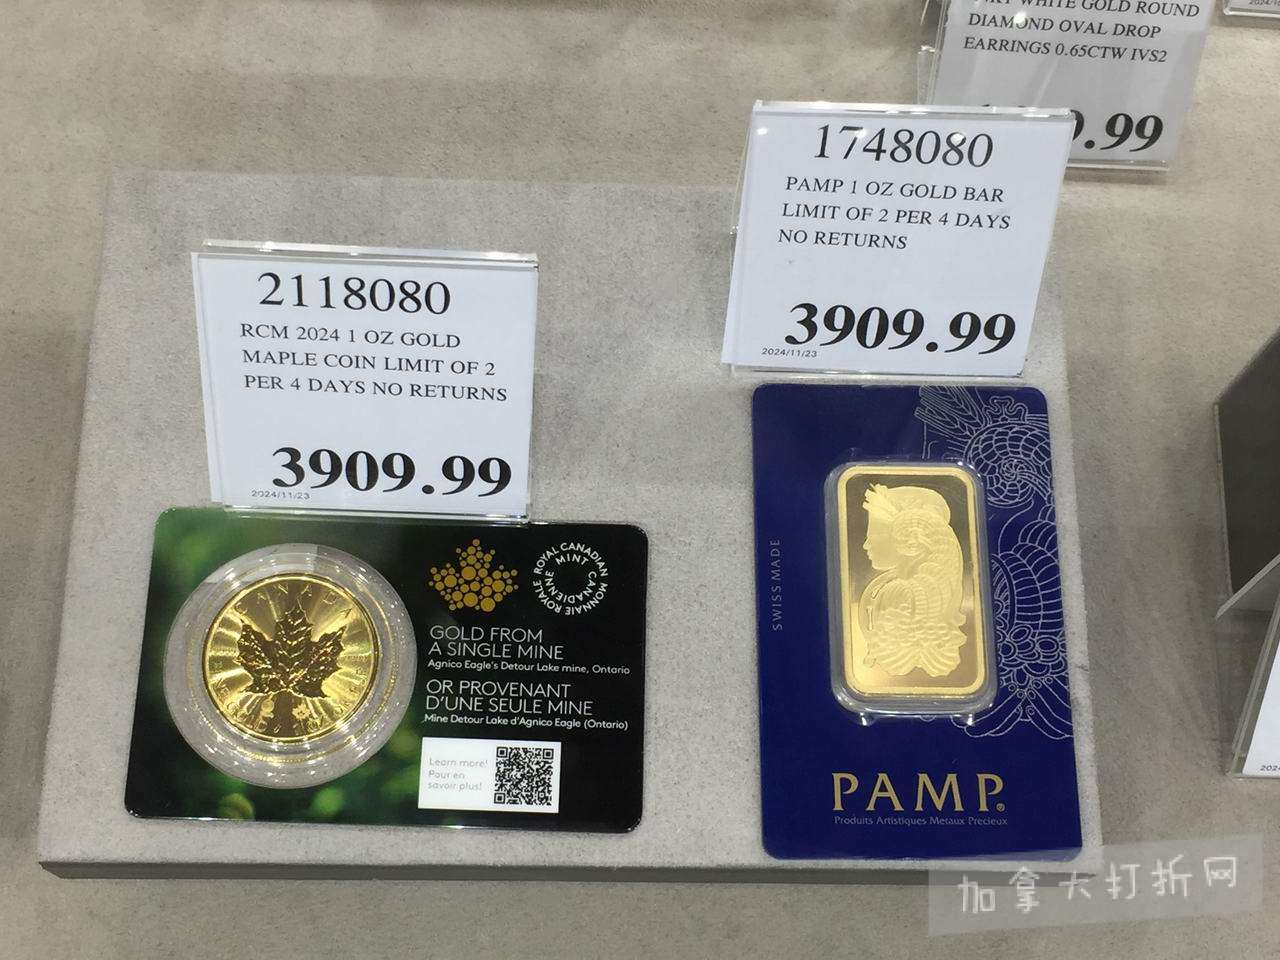 WHITE GOLD ROUND
DIAMOND OVAL DROP
EARRINGS 0.65CTW IVS2
9.99
1748080
PAMP 1 OZ GOLD BAR
LIMIT OF 2 PER 4 DAYS
NO RETURNS
3909.99
2024/11/23
2118080
RCM 2024 1 OZ GOLD
MAPLE COIN LIMIT OF 2
PER 4 DAYS NO RETURNS
3909.99
2024/11/23
CANADA
ROYAL CANADIAN MINT
MONNAIE ROYALE CANADIENNE
GOLD FROM
A SINGLE MINE
Agnico Eagle's Detour Lake mine, Ontario
OR PROVENANT
D'UNE SEULE MINE
Mine Detour Lake d'Agnico Eagle (Ontario)
Learn more!
Pour en
savoir plus!
SWISS MADE
PAMP®
Produits Artistiques Métaux Précieux
加拿大打折网